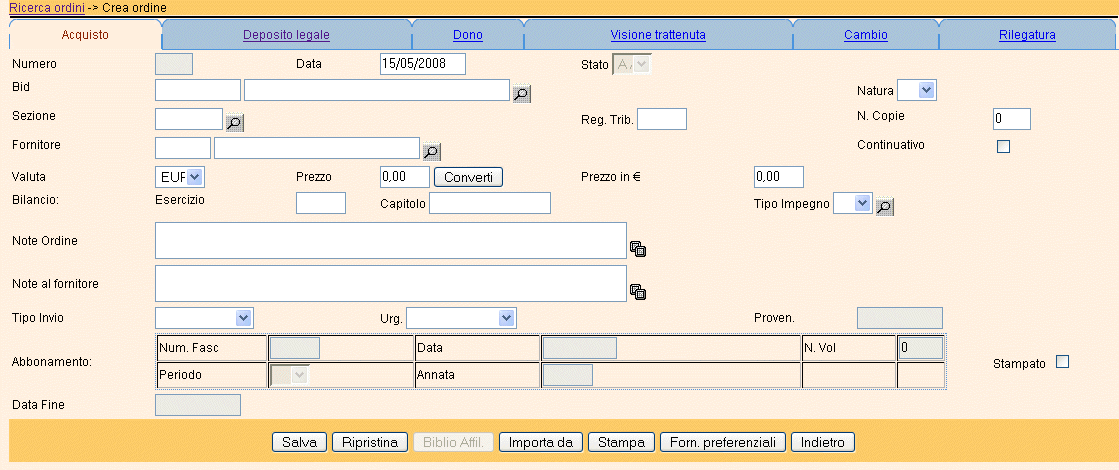 Ricerca ordini -> Crea ordine
Acquisto Deposito legale Dono Visione trattenuta Cambio Rilegatura
Numero Data 15/05/2008 Stato A
Bid Natura
Sezione Reg. Trib. N. Copie 0
Fornitore Continuativo
Valuta EUR Prezzo 0,00 Converti Prezzo in € 0,00
Bilancio: Esercizio Capitolo Tipo Impegno
Note Ordine
Note al fornitore
Tipo Invio Urg. Proven.
Abbonamento: Num. Fasc Data N. Vol 0
Periodo Annata Stampato
Data Fine
Salva Ripristina Biblio Affil. Importa da Stampa Forn. preferenziali Indietro